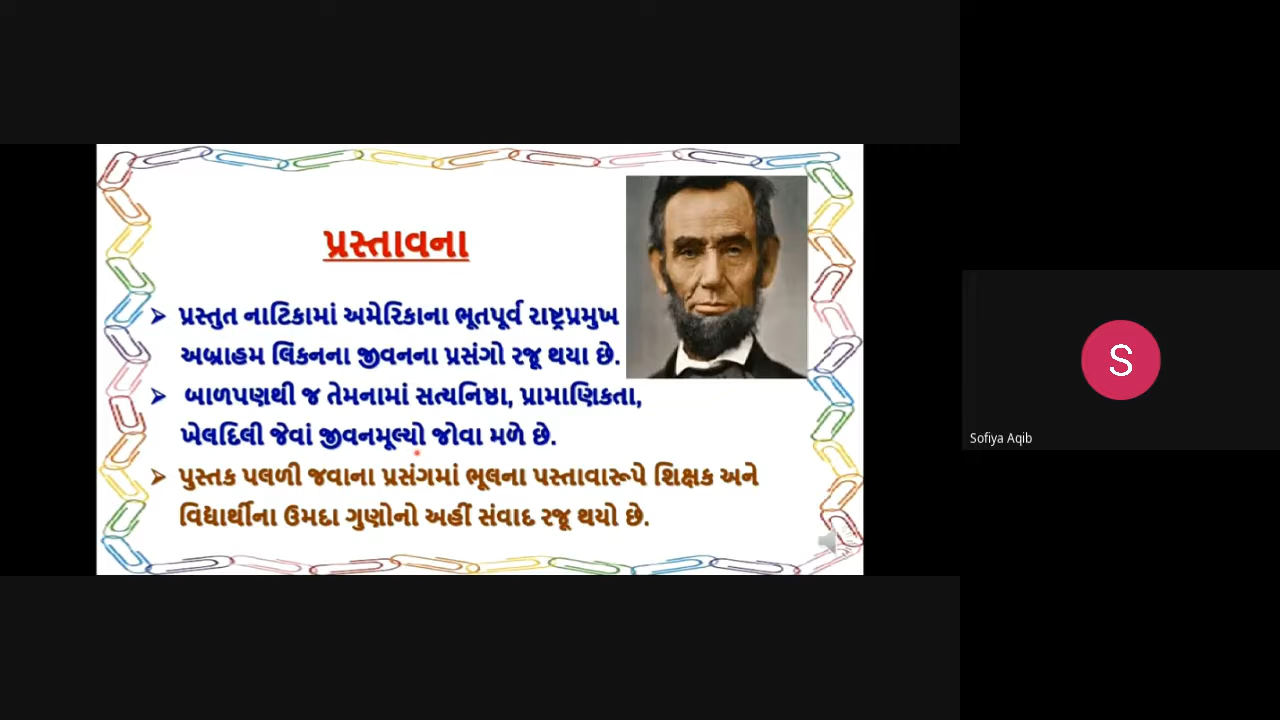 પ્રસ્તાવના
➢ પ્રસ્તુત નાટિકામાં અમેરિકાના ભૂતપૂર્વ રાષ્ટ્રપ્રમુખ
અબ્રાહમ લિંકનના જીવનના પ્રસંગો રજૂ થયા છે.
➢ બાળપણથી જ તેમનામાં સત્યનિષ્ઠા, પ્રામાણિકતા,
ખેલદિલી જેવાં જીવનમૂલ્યો જોવા મળે છે.
➢ પુસ્તક પલળી જવાના પ્રસંગમાં ભૂલના પસ્તાવારૂપે શિક્ષક અને
વિદ્યાર્થીના ઉમદા ગુણોનો અહીં સંવાદ રજૂ થયો છે.
S
Sofiya Aqib